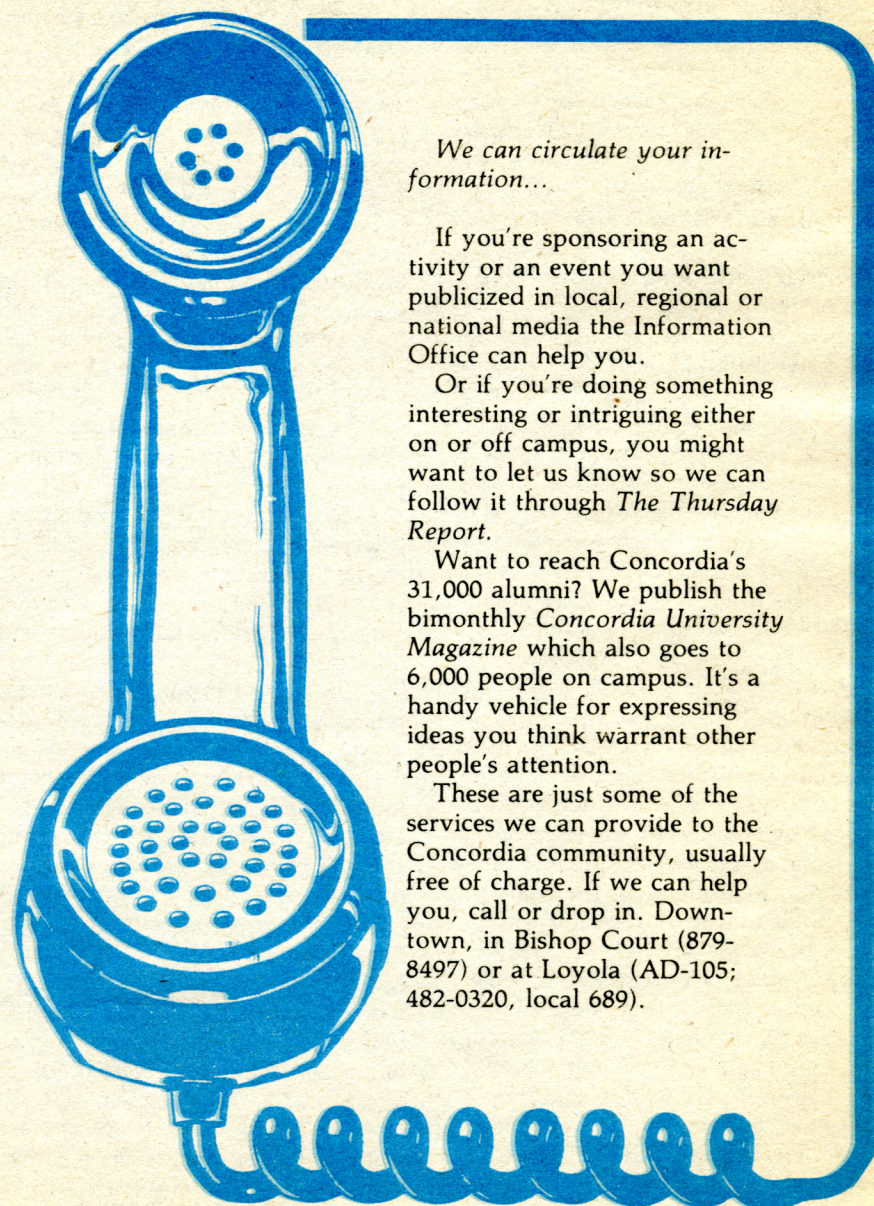 We can circulate your in-
formation...
If you're sponsoring an ac-
tivity or an event you want
publicized in local, regional or
national media the Information
Office can help you.
Or if you're doing something
interesting or intriguing either
on or off campus, you might
want to let us know so we can
follow it through The Thursday
Report.
Want to reach Concordia's
31,000 alumni? We publish the
bimonthly Concordia University
Magazine which also goes to
6,000 people on campus. It's a
handy vehicle for expressing
ideas you think warrant other
people's attention.
These are just some of the
services we can provide to the
Concordia community, usually
free of charge. If we can help
you, call or drop in. Down-
town, in Bishop Court (879-
8497) or at Loyola (AD-105;
482-0320, local 689).